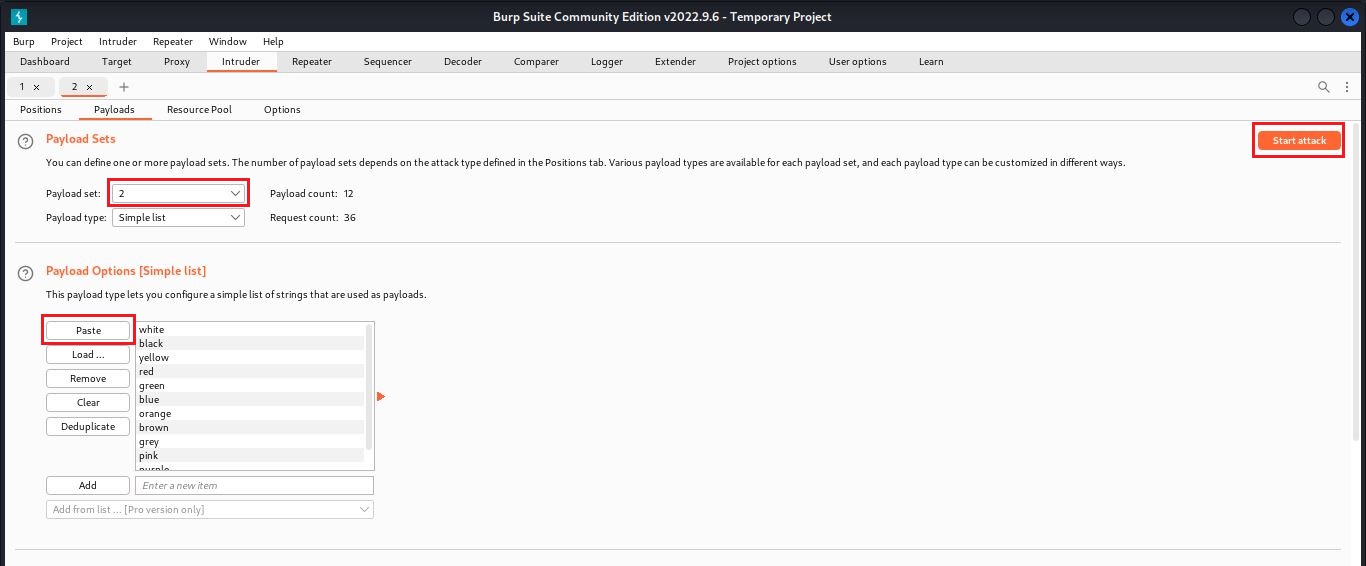 Burp Suite Community Edition v2022.9.6 - Temporary Project
Burp Project Intruder Repeater Window Help
Dashboard Target Proxy Intruder Repeater Sequencer Decoder Comparer Logger Extender Project options User options Learn
1 × 2 × +
Positions Payloads Resource Pool Options
? Payload Sets
Start attack
You can define one or more payload sets. The number of payload sets depends on the attack type defined in the Positions tab. Various payload types are available for each payload set, and each payload type can be customized in different ways.
Payload set: 2 Payload count: 12
Payload type: Simple list Request count: 36
? Payload Options [Simple list]
This payload type lets you configure a simple list of strings that are used as payloads.
Paste
Load ...
Remove
Clear
Deduplicate
white
black
yellow
red
green
blue
orange
brown
grey
pink
purple
Add Enter a new item
Add from list ... [Pro version only]